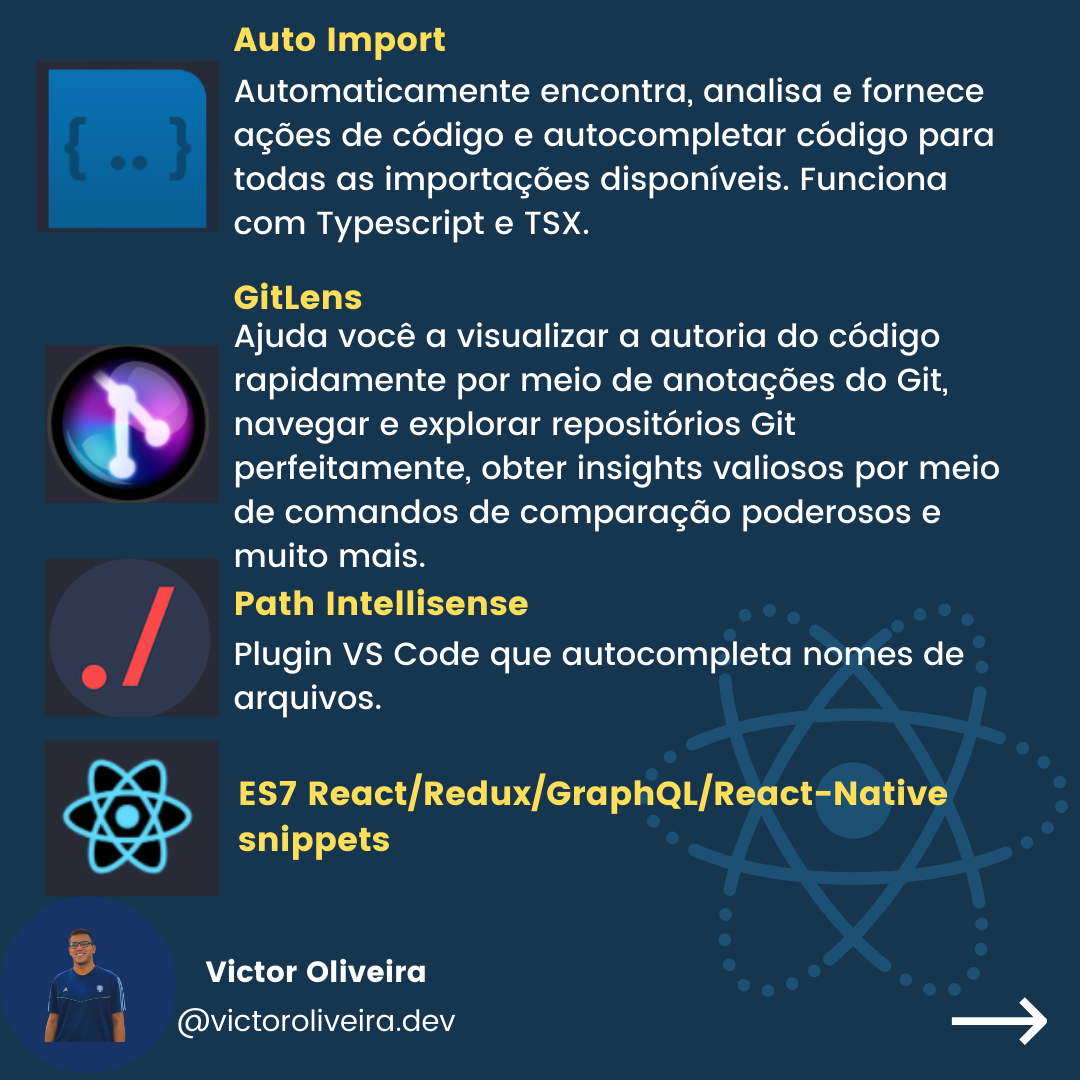 Auto Import
Automaticamente encontra, analisa e fornece
ações de código e autocompletar código para
todas as importações disponíveis. Funciona
com Typescript e TSX.
{ .. }
GitLens
Ajuda você a visualizar a autoria do código
rapidamente por meio de anotações do Git,
navegar e explorar repositórios Git
perfeitamente, obter insights valiosos por meio
de comandos de comparação poderosos e
muito mais.
./
Path Intellisense
Plugin VS Code que autocompleta nomes de
arquivos.
ES7 React/Redux/GraphQL/React-Native
snippets
Victor Oliveira
@victoroliveira.dev